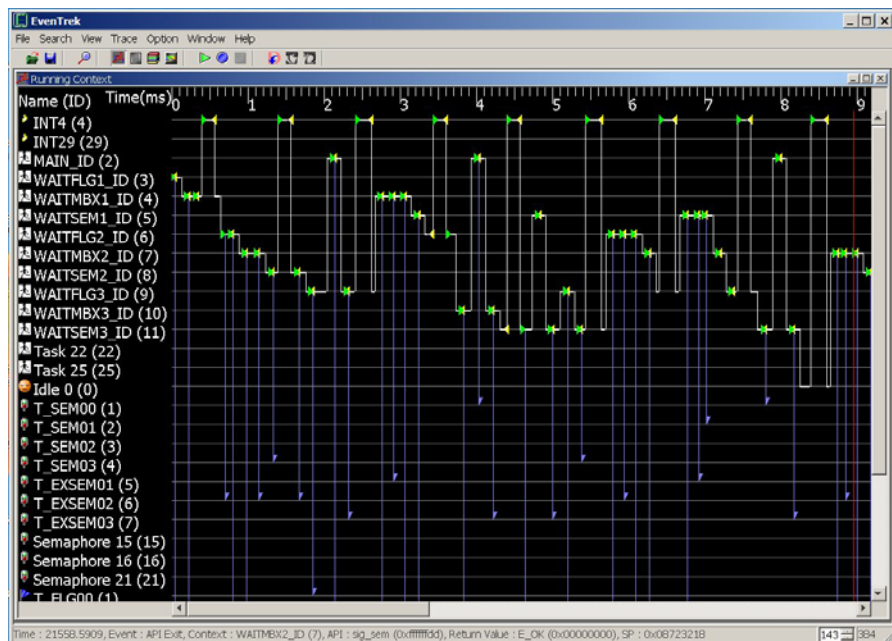 EvenTrek
File Search View Trace Option Window Help
Running Context
Name (ID) Time(ms) 0 1 2 3 4 5 6 7 8 9
INT4 (4)
INT29 (29)
MAIN_ID (2)
WAITFLG1_ID (3)
WAITMBX1_ID (4)
WAITSEM1_ID (5)
WAITFLG2_ID (6)
WAITMBX2_ID (7)
WAITSEM2_ID (8)
WAITFLG3_ID (9)
WAITMBX3_ID (10)
WAITSEM3_ID (11)
Task 22 (22)
Task 25 (25)
Idle 0 (0)
T_SEM00 (1)
T_SEM01 (2)
T_SEM02 (3)
T_SEM03 (4)
T_EXSEM01 (5)
T_EXSEM02 (6)
T_EXSEM03 (7)
Semaphore 15 (15)
Semaphore 16 (16)
Semaphore 21 (21)
T_FLG00 (1)
Time : 21558.5909, Event : API Exit, Context : WAITMBX2_ID (7), API : sig_sem (0xffffffdd), Return Value : E_OK (0x00000000), SP : 0x08723218 143 384